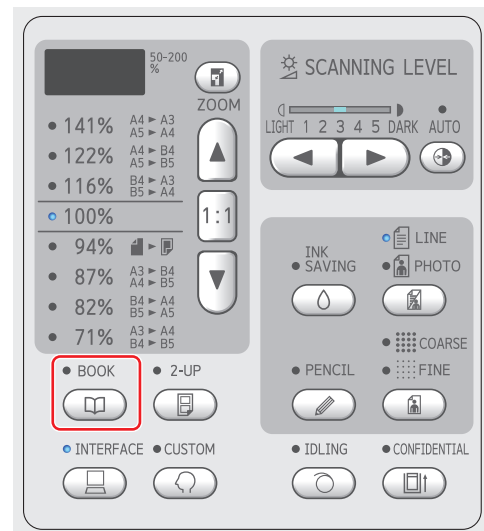 50-200
%
ZOOM
141% A4 ► A3
A5 ► A4
122% A4 ► B4
A5 ► B5
116% B4 ► A3
B5 ► A4
100%
94%
87% A3 ► B4
A4 ► B5
82% B4 ► A4
B5 ► A5
71% A3 ► A4
B4 ► B5
1:1
SCANNING LEVEL
LIGHT 1 2 3 4 5 DARK AUTO
INK
SAVING
LINE
PHOTO
COARSE
PENCIL FINE
BOOK 2-UP
INTERFACE CUSTOM
IDLING CONFIDENTIAL